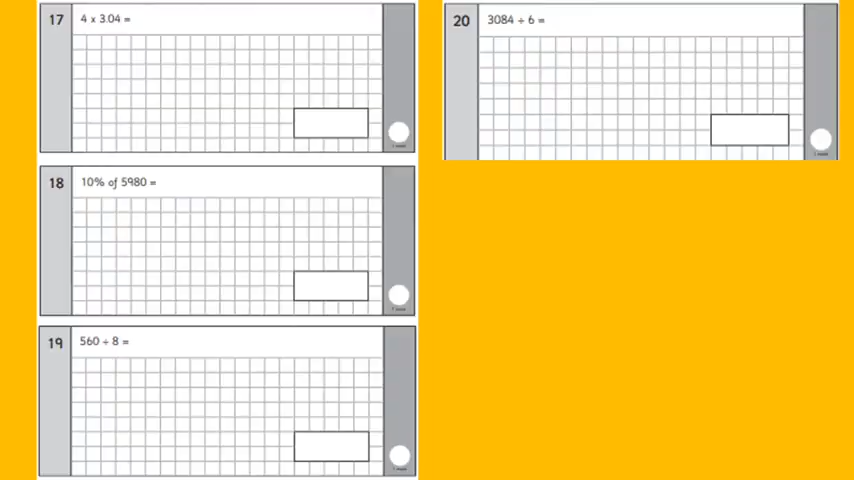 17
4 x 3.04 =
18
10% of 5980 =
19
560 ÷ 8 =
20
3084 ÷ 6 =